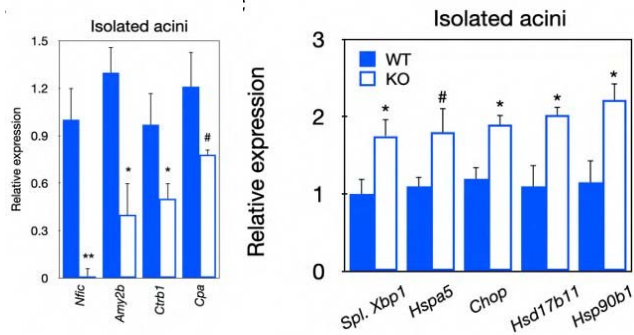 Isolated acini
Relative expression
1.5
1.2
0.9
0.6
0.3
0
**
*
*
#
Nfic
Amy2b
Ctrb1
Cpa
Isolated acini
Relative expression
3
2
1
0
WT
KO
*
#
*
*
*
Spl. Xbp1
Hspa5
Chop
Hsd17b11
Hsp90b1